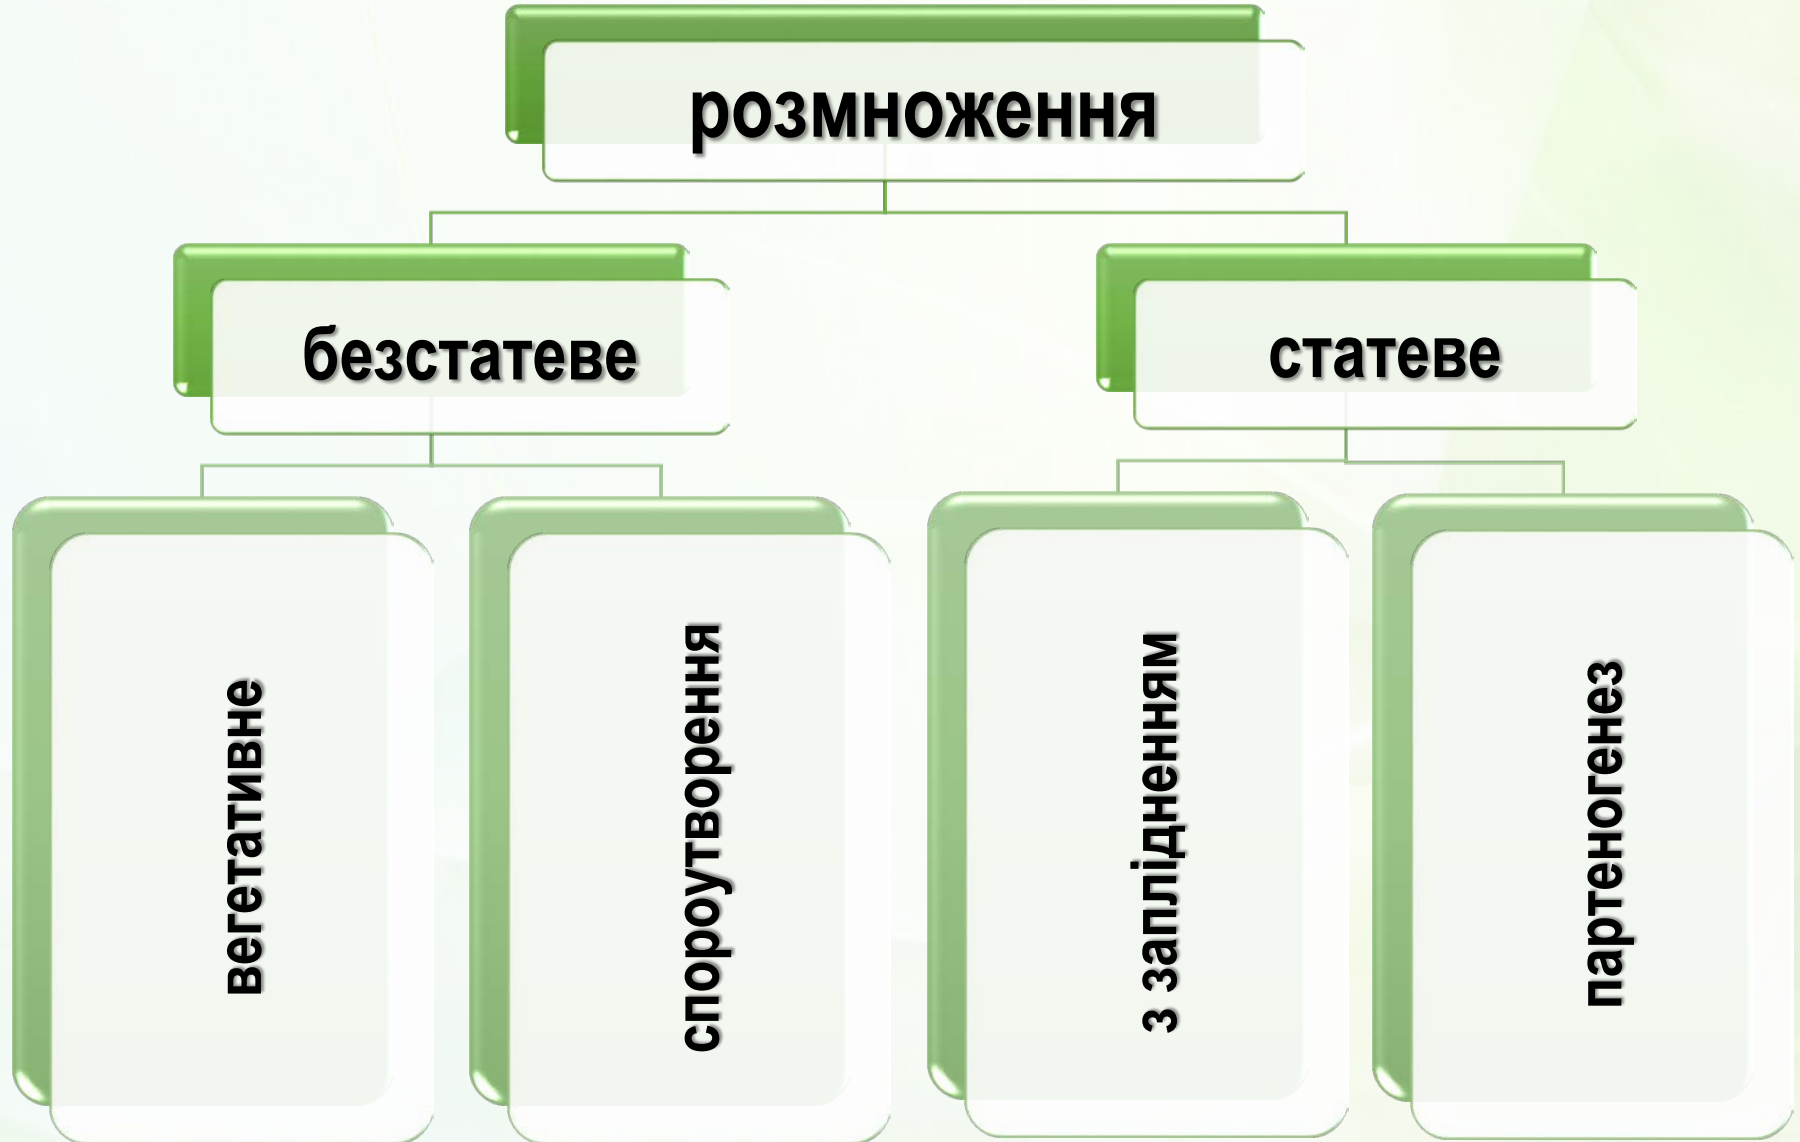 розмноження
безстатеве
статеве
вегетативне
спороутворення
з заплідненням
партеногенез